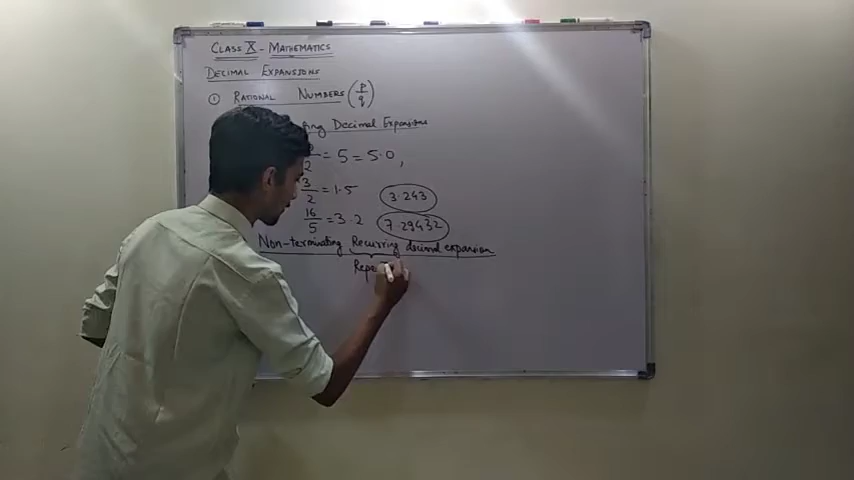 CLASS X - MATHEMATICS
DECIMAL EXPANSIONS
① RATIONAL NUMBERS (p/q)
Decimal Expansions
2 = 5 = 5.0,
3/2 = 1.5
3.243
16/5 = 3.2
7.29432
Non-terminating Recurring decimal expansion